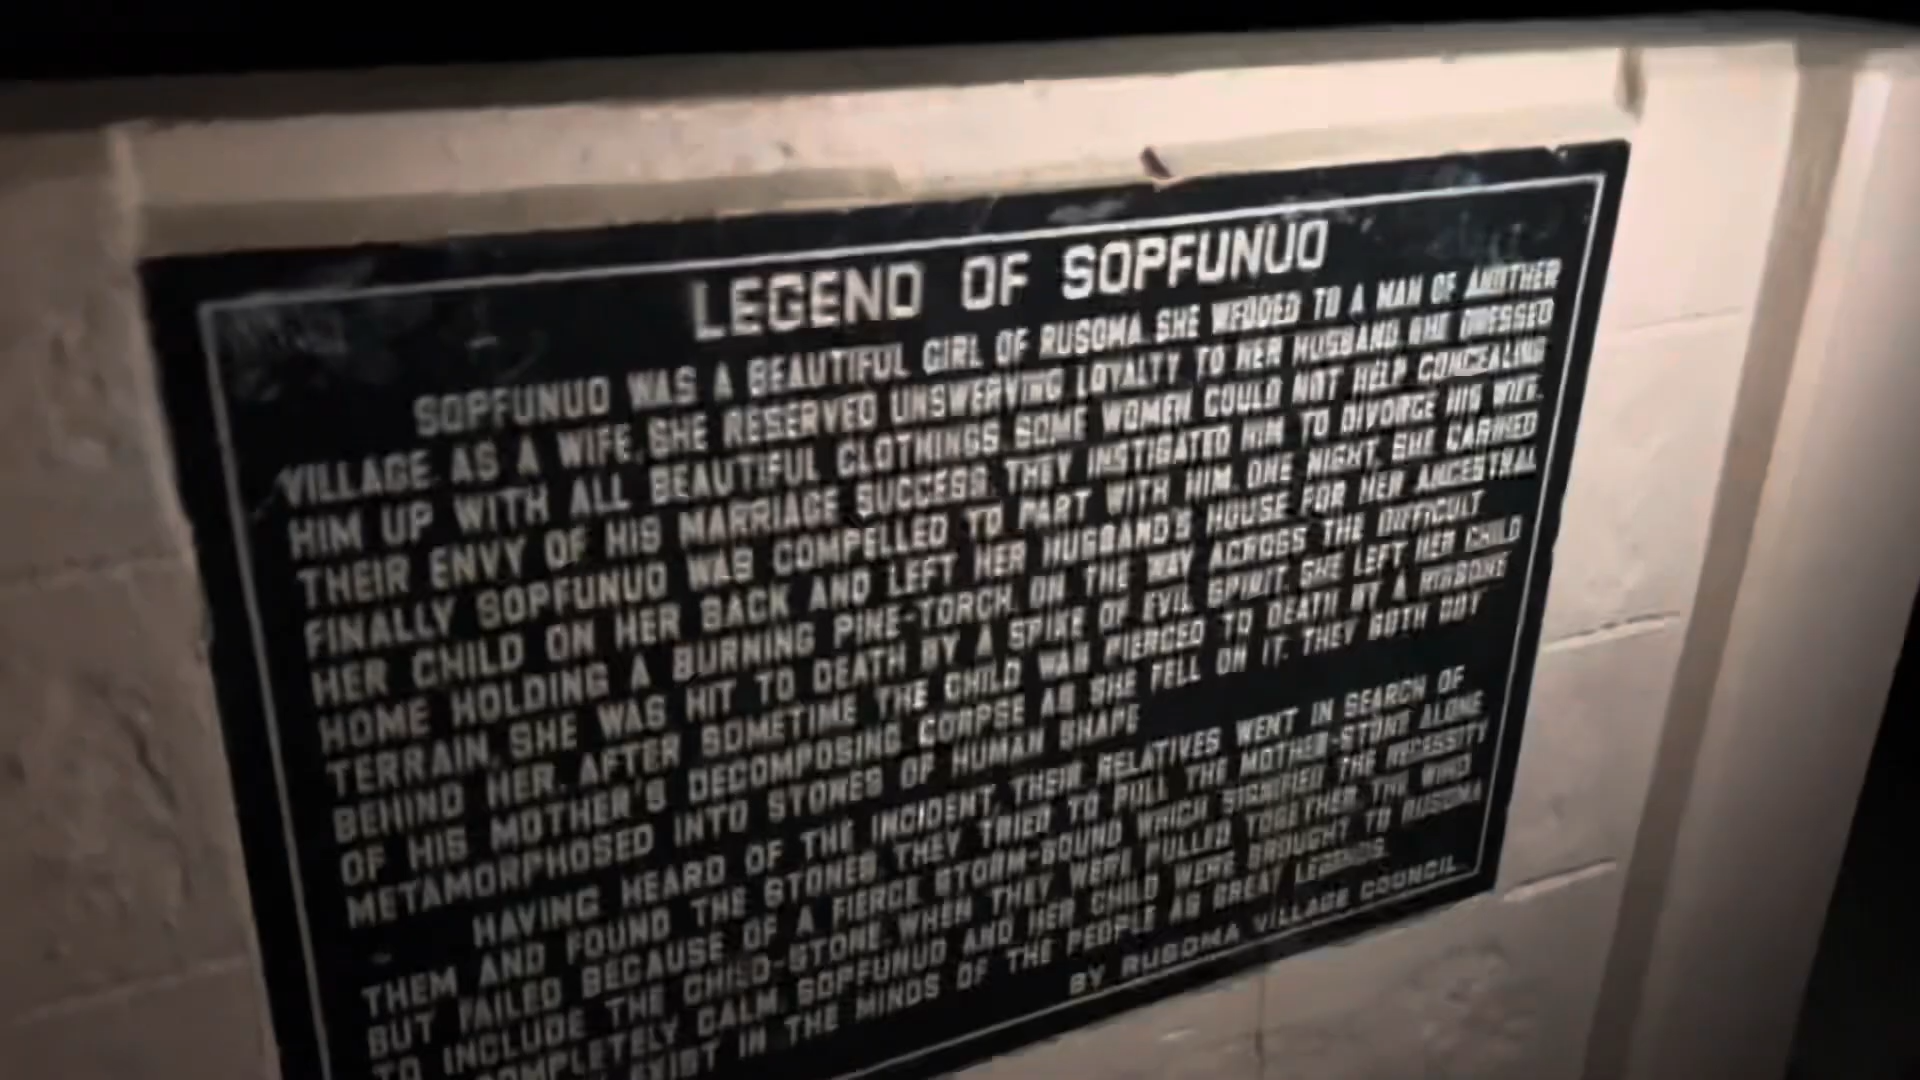 LEGEND OF SOPFUNUO
SOPFUNUO WAS A BEAUTIFUL GIRL OF RUSOMA. SHE WEDDED TO A MAN OF ANOTHER
VILLAGE. AS A WIFE, SHE RESERVED UNSWERVING LOYALTY TO HER HUSBAND. SHE DRESSED
HIM UP WITH ALL BEAUTIFUL CLOTHINGS. SOME WOMEN COULD NOT HELP CONCEALING
THEIR ENVY OF HIS MARRIAGE SUCCESS. THEY INSTIGATED HIM TO DIVORCE HIS WIFE.
FINALLY SOPFUNUO WAS COMPELLED TO PART WITH HIM. ONE NIGHT, SHE CARRIED
HER CHILD ON HER BACK AND LEFT HER HUSBAND'S HOUSE FOR HER ANCESTRAL
HOME HOLDING A BURNING PINE-TORCH. ON THE WAY ACROSS THE DIFFICULT
TERRAIN, SHE WAS HIT TO DEATH BY A SPIKE OF EVIL SPIRIT. SHE LEFT HER CHILD
BEHIND HER. AFTER SOMETIME THE CHILD WAS PIERCED TO DEATH BY A RIBBONE
OF HIS MOTHER'S DECOMPOSING CORPSE AS SHE FELL ON IT. THEY BOTH GOT
METAMORPHOSED INTO STONES OF HUMAN SHAPE
HAVING HEARD OF THE INCIDENT, THEIR RELATIVES WENT IN SEARCH OF
THEM AND FOUND THE STONES. THEY TRIED TO PULL THE MOTHER-STONE ALONE
BUT FAILED BECAUSE OF A FIERCE STORM-SOUND WHICH SIGNIFIED THE NECESSITY
TO INCLUDE THE CHILD-STONE. WHEN THEY WERE PULLED TOGETHER, THE WIND
COMPLETELY CALM. SOPFUNUO AND HER CHILD WERE BROUGHT TO RUSOMA
EXIST IN THE MINDS OF THE PEOPLE AS GREAT LEGENDS.
BY RUSOMA VILLAGE COUNCIL.